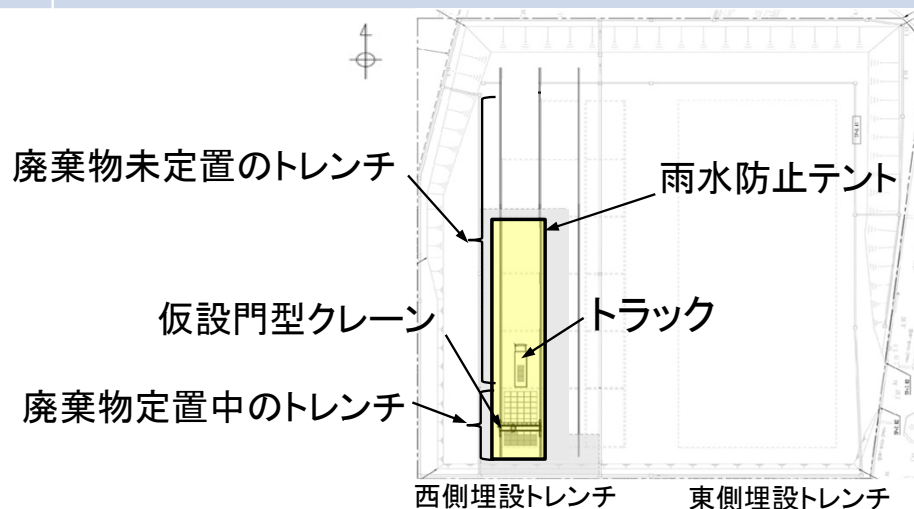 廃棄物未定置のトレンチ
雨水防止テント
仮設門型クレーン
トラック
廃棄物定置中のトレンチ
西側埋設トレンチ
東側埋設トレンチ